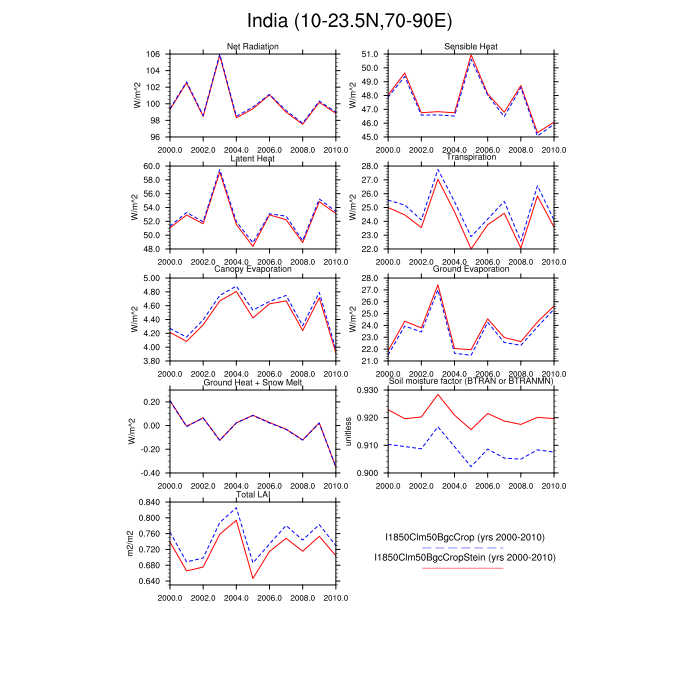 India (10-23.5N,70-90E)
Net Radiation
W/m^2
106
104
102
100
98
96
2000.0 2002.0 2004.0 2006.0 2008.0 2010.0
Sensible Heat
W/m^2
51.0
50.0
49.0
48.0
47.0
46.0
45.0
2000.0 2002.0 2004.0 2006.0 2008.0 2010.0
Latent Heat
W/m^2
60.0
58.0
56.0
54.0
52.0
50.0
48.0
2000.0 2002.0 2004.0 2006.0 2008.0 2010.0
Transpiration
W/m^2
28.0
27.0
26.0
25.0
24.0
23.0
22.0
2000.0 2002.0 2004.0 2006.0 2008.0 2010.0
Canopy Evaporation
W/m^2
5.00
4.80
4.60
4.40
4.20
4.00
3.80
2000.0 2002.0 2004.0 2006.0 2008.0 2010.0
Ground Evaporation
W/m^2
28.0
27.0
26.0
25.0
24.0
23.0
22.0
21.0
2000.0 2002.0 2004.0 2006.0 2008.0 2010.0
Ground Heat + Snow Melt
W/m^2
0.20
0.00
-0.20
-0.40
2000.0 2002.0 2004.0 2006.0 2008.0 2010.0
Soil moisture factor (BTRAN or BTRANMN)
unitless
0.930
0.920
0.910
0.900
2000.0 2002.0 2004.0 2006.0 2008.0 2010.0
Total LAI
m2/m2
0.840
0.800
0.760
0.720
0.680
0.640
2000.0 2002.0 2004.0 2006.0 2008.0 2010.0
I1850Clm50BgcCrop (yrs 2000-2010)
I1850Clm50BgcCropStein (yrs 2000-2010)